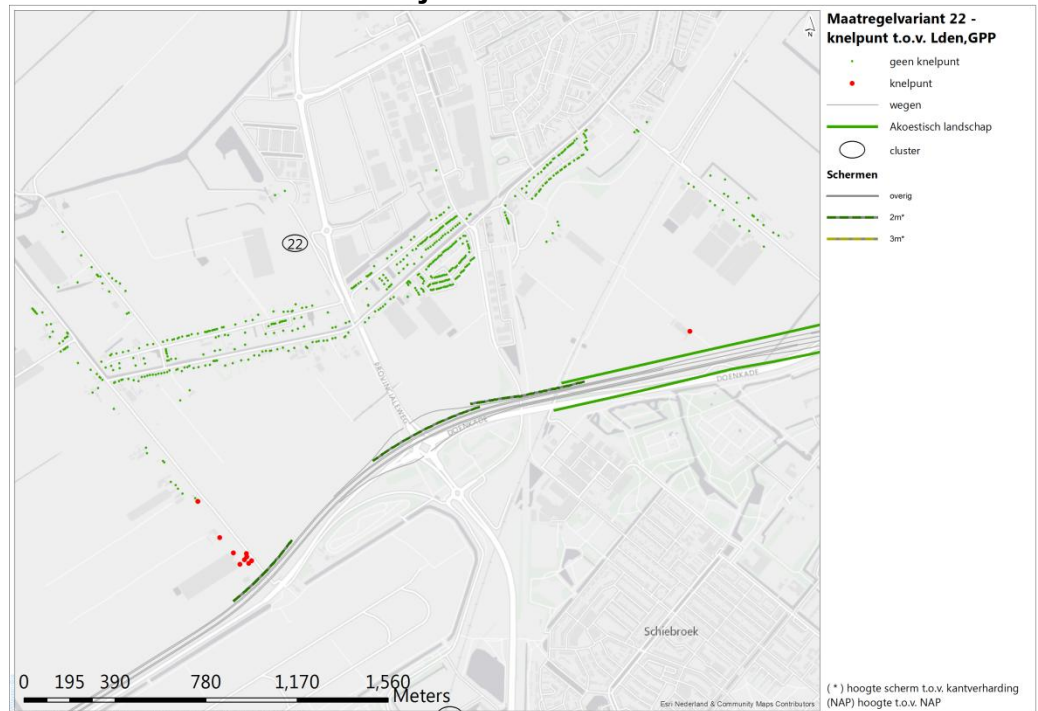 N
Maatregelvariant 22 -
knelpunt t.o.v. Lden,GPP
geen knelpunt
knelpunt
wegen
Akoestisch landschap
cluster
Schermen
overig
2m*
3m*
22
PROVINCIALEWEG
DOENKADE
DOENKADE
Schiebroek
0 195 390 780 1,170 1,560
Meters
Esri Nederland & Community Maps Contributors
( * ) hoogte scherm t.o.v. kantverharding
(NAP) hoogte t.o.v. NAP